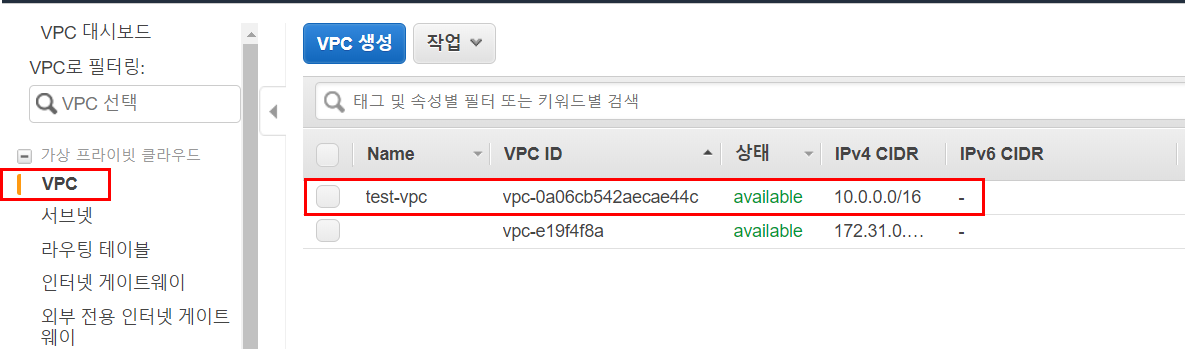 VPC 대시보드
VPC로 필터링:
VPC 선택
가상 프라이빗 클라우드
VPC
서브넷
라우팅 테이블
인터넷 게이트웨이
외부 전용 인터넷 게이트
웨이
VPC 생성 작업
태그 및 속성별 필터 또는 키워드별 검색
Name VPC ID 상태 IPv4 CIDR IPv6 CIDR
test-vpc vpc-0a06cb542aecae44c available 10.0.0.0/16 -
vpc-e19f4f8a available 172.31.0.... -